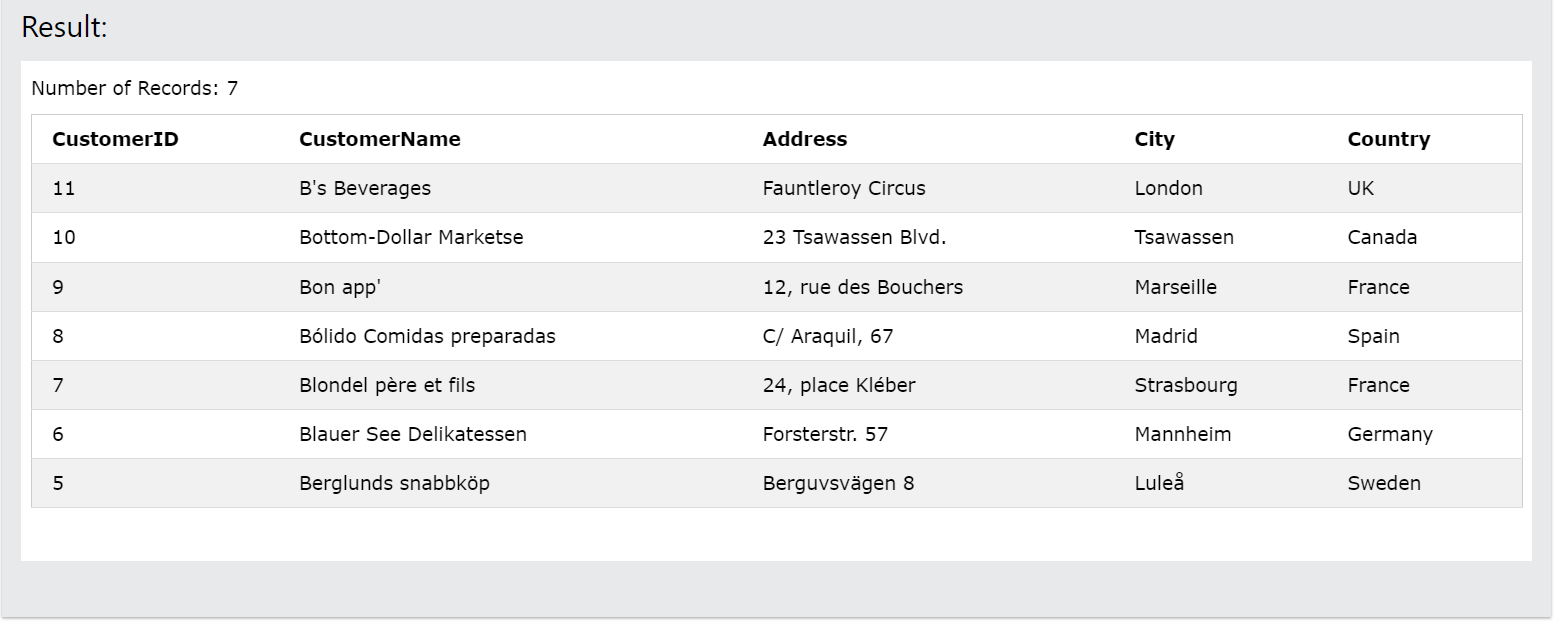 Result:
Number of Records: 7
CustomerID CustomerName Address City Country
11 B's Beverages Fauntleroy Circus London UK
10 Bottom-Dollar Marketse 23 Tsawassen Blvd. Tsawassen Canada
9 Bon app' 12, rue des Bouchers Marseille France
8 Bólido Comidas preparadas C/ Araquil, 67 Madrid Spain
7 Blondel père et fils 24, place Kléber Strasbourg France
6 Blauer See Delikatessen Forsterstr. 57 Mannheim Germany
5 Berglunds snabbköp Berguvsvägen 8 Luleå Sweden